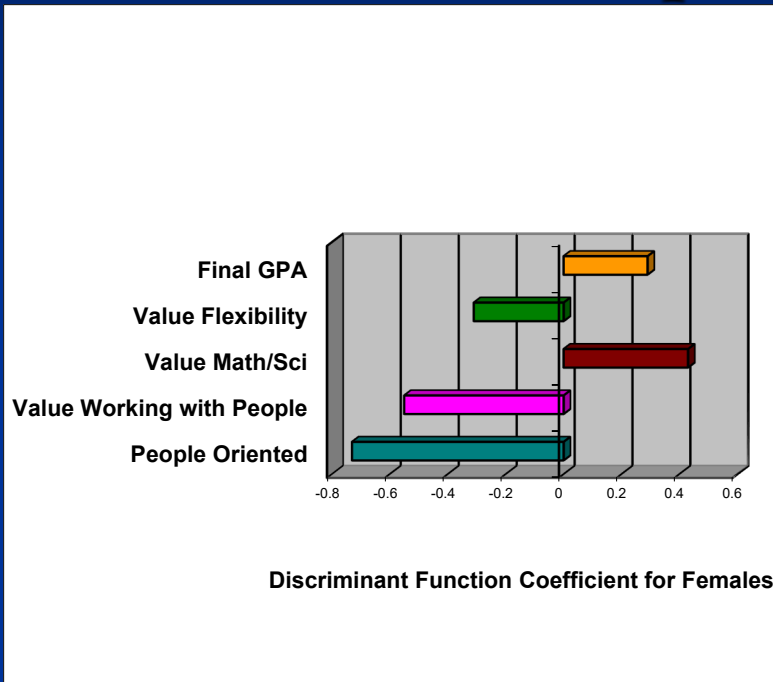 Final GPA
Value Flexibility
Value Math/Sci
Value Working with People
People Oriented
-0.8 -0.6 -0.4 -0.2 0 0.2 0.4 0.6
Discriminant Function Coefficient for Females